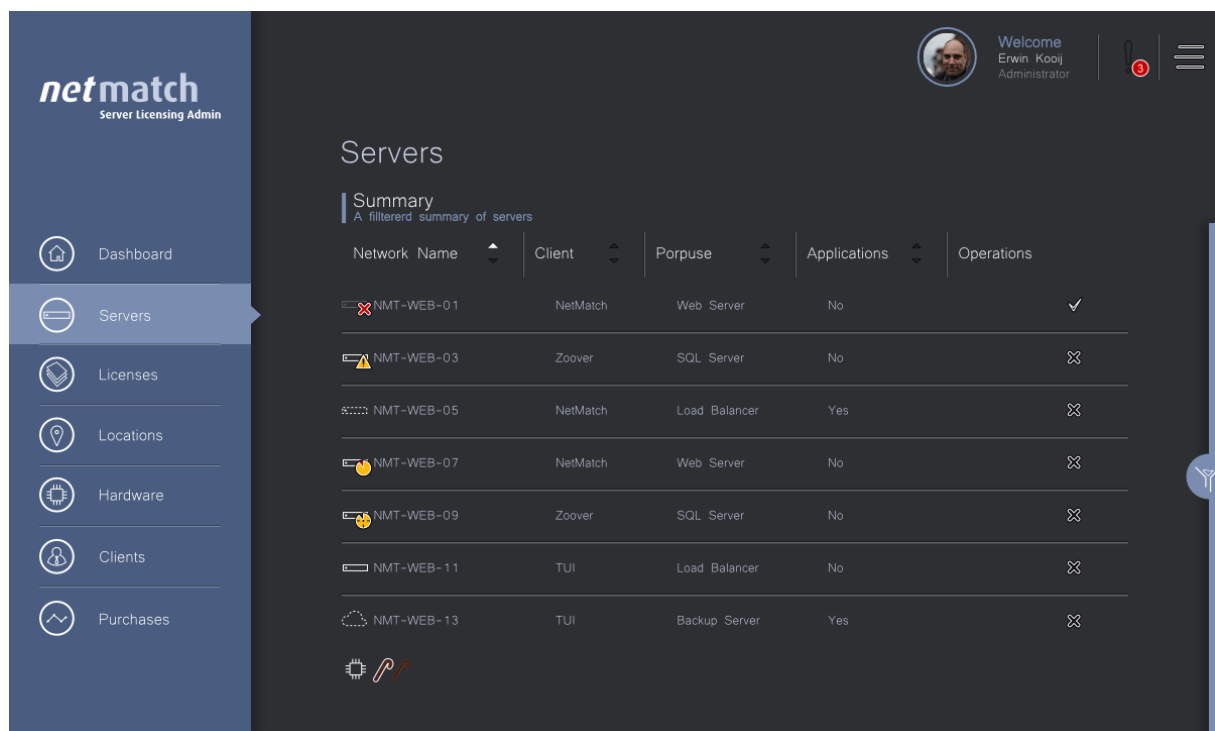 netmatch
Server Licensing Admin
Welcome
Erwin Kooij
Administrator
3
Servers
Summary
A filltererd summary of servers
Network Name Client Porpuse Applications Operations
NMT-WEB-01 NetMatch Web Server No
NMT-WEB-03 Zoover SQL Server No
NMT-WEB-05 NetMatch Load Balancer Yes
NMT-WEB-07 NetMatch Web Server No
NMT-WEB-09 Zoover SQL Server No
NMT-WEB-11 TUI Load Balancer No
NMT-WEB-13 TUI Backup Server Yes
Dashboard
Servers
Licenses
Locations
Hardware
Clients
Purchases